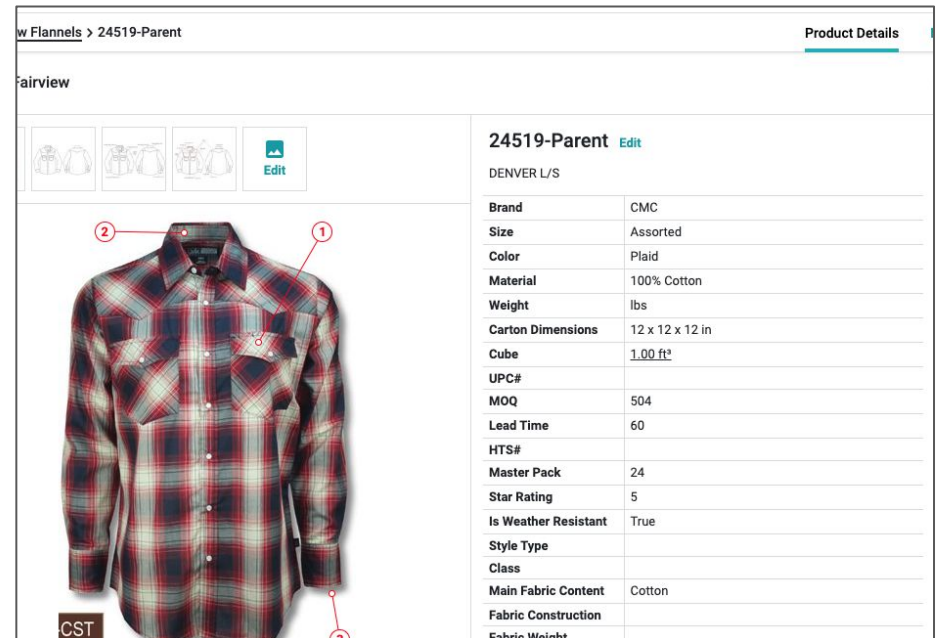 w Flannels > 24519-Parent
Product Details
Fairview
Edit
24519-Parent Edit
DENVER L/S
Brand CMC
Size Assorted
Color Plaid
Material 100% Cotton
Weight lbs
Carton Dimensions 12 x 12 x 12 in
Cube 1.00 ft³
UPC#
MOQ 504
Lead Time 60
HTS#
Master Pack 24
Star Rating 5
Is Weather Resistant True
Style Type
Class
Main Fabric Content Cotton
Fabric Construction
Fabric Weight
2
1
3
CST